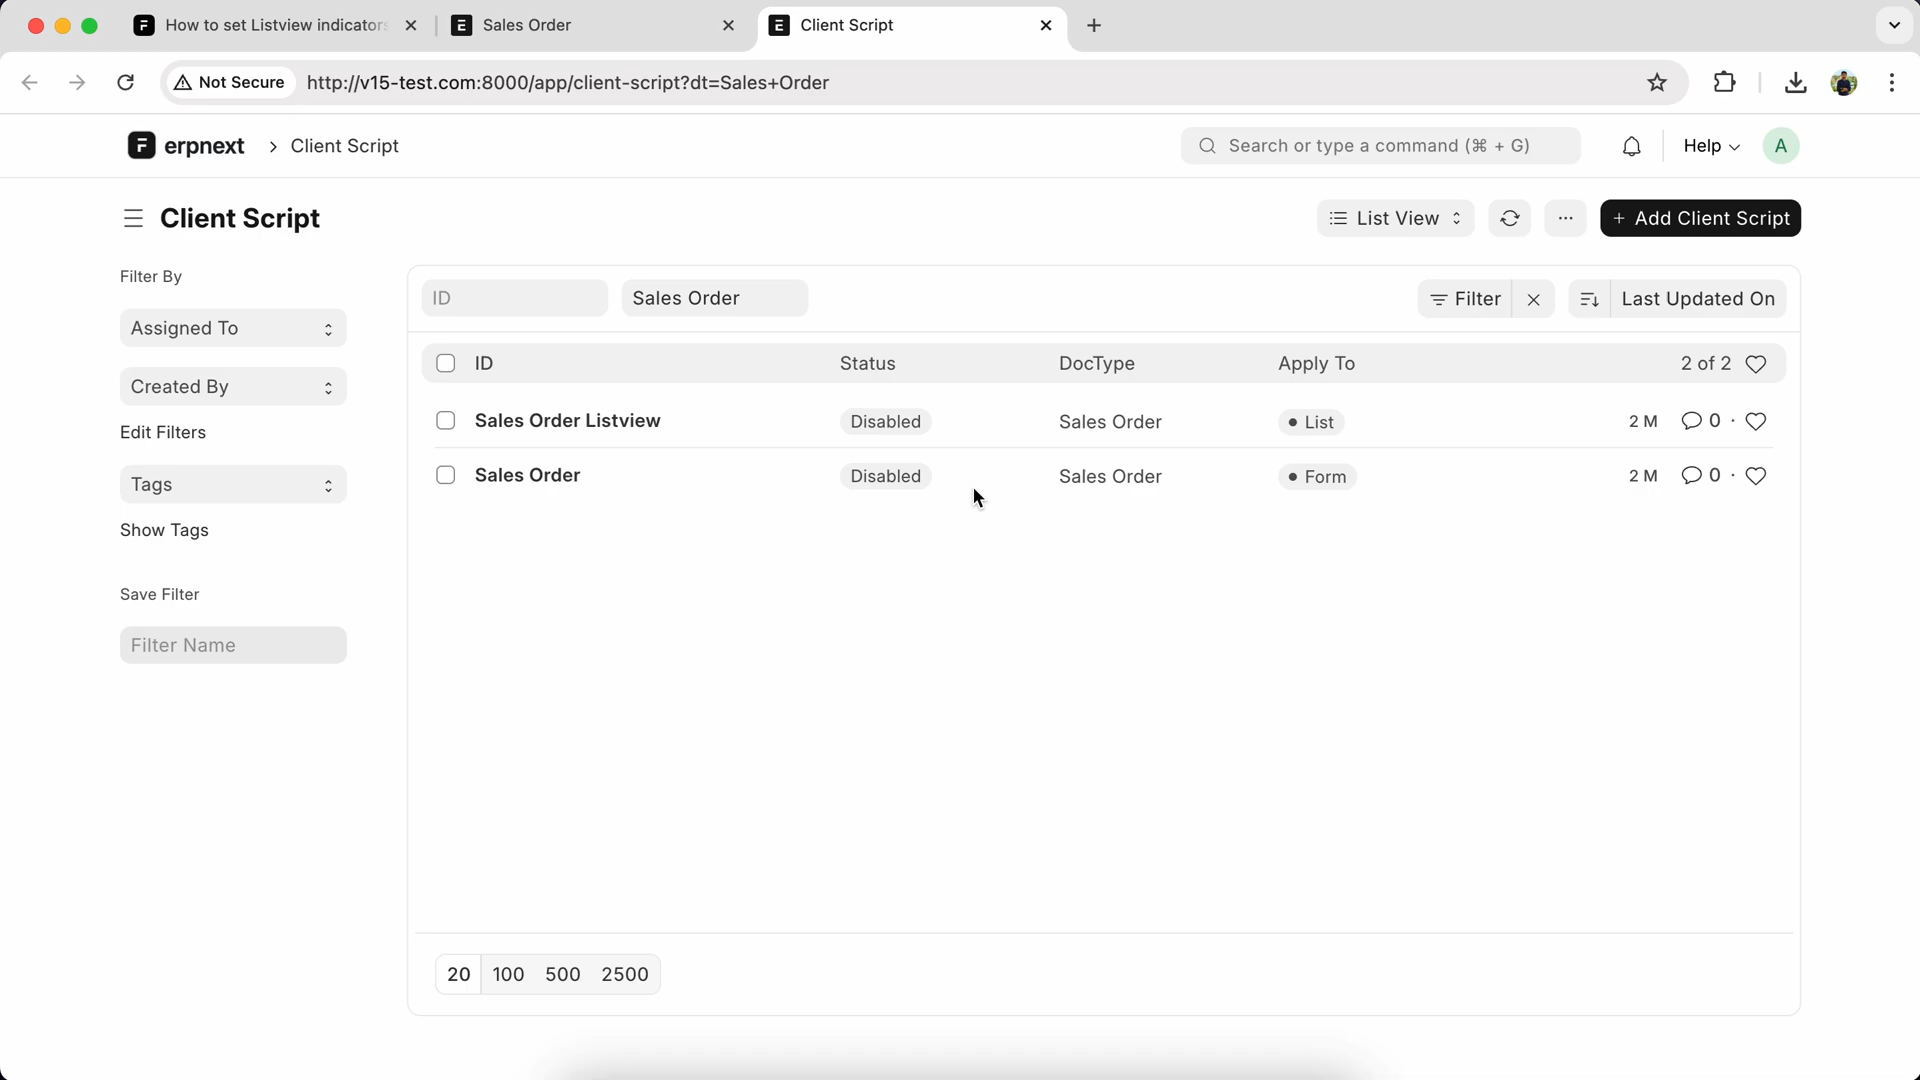 How to set Listview indicators
Sales Order
Client Script
Not Secure
http://v15-test.com:8000/app/client-script?dt=Sales+Order
erpnext
Client Script
Search or type a command (⌘ + G)
Help
A
Client Script
List View
Add Client Script
Filter By
Assigned To
Created By
Edit Filters
Tags
Show Tags
Save Filter
Filter Name
ID
Sales Order
Filter
Last Updated On
ID Status DocType Apply To 2 of 2
Sales Order Listview Disabled Sales Order List 2 M 0
Sales Order Disabled Sales Order Form 2 M 0
20 100 500 2500